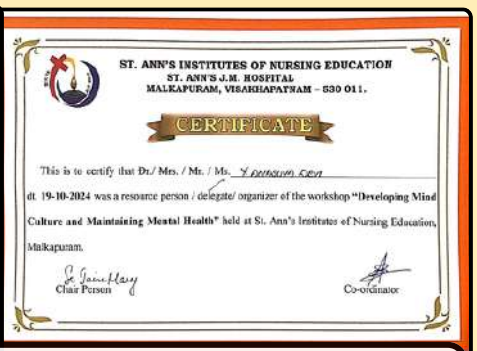 ST. ANN'S INSTITUTES OF NURSING EDUCATION
ST. ANN'S J.M. HOSPITAL
MALKAPURAM, VISAKHAPATNAM – 530 011.
CERTIFICATE
This is to certify that Dr./ Mrs. / Mr. / Ms. Y
dt. 19-10-2024 was a resource person / delegate/ organizer of the workshop "Developing Mind
Culture and Maintaining Mental Health" held at St. Ann's Institutes of Nursing Education,
Malkapuram.
Chair Person
Co-ordinator